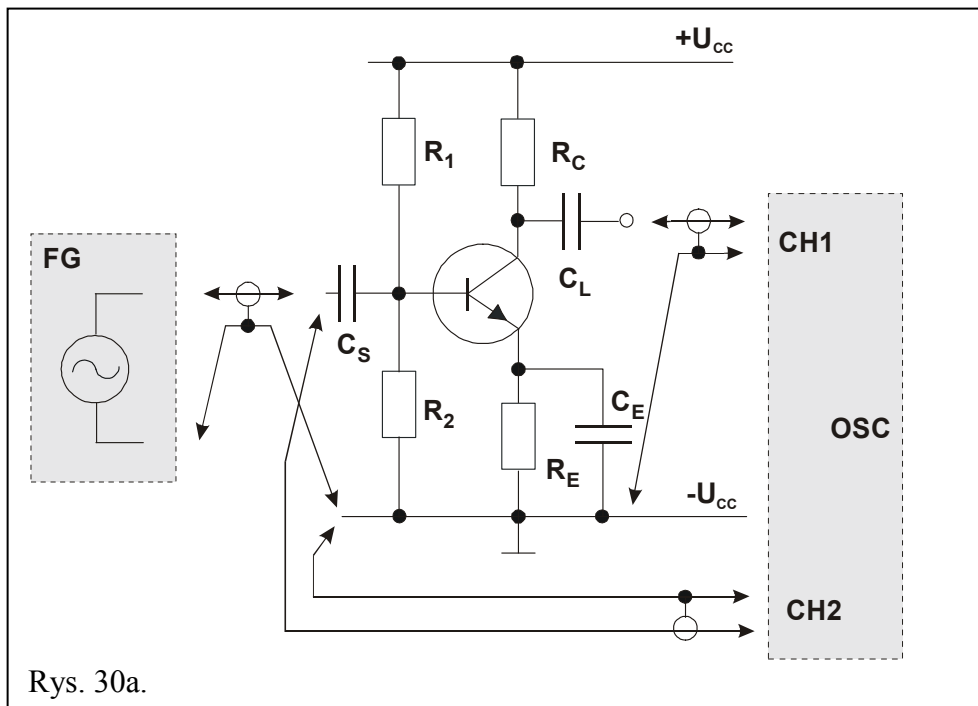 +Ucc
R1
RC
FG
CH1
CS
CL
R2
CE
OSC
RE
-Ucc
CH2
Rys. 30a.